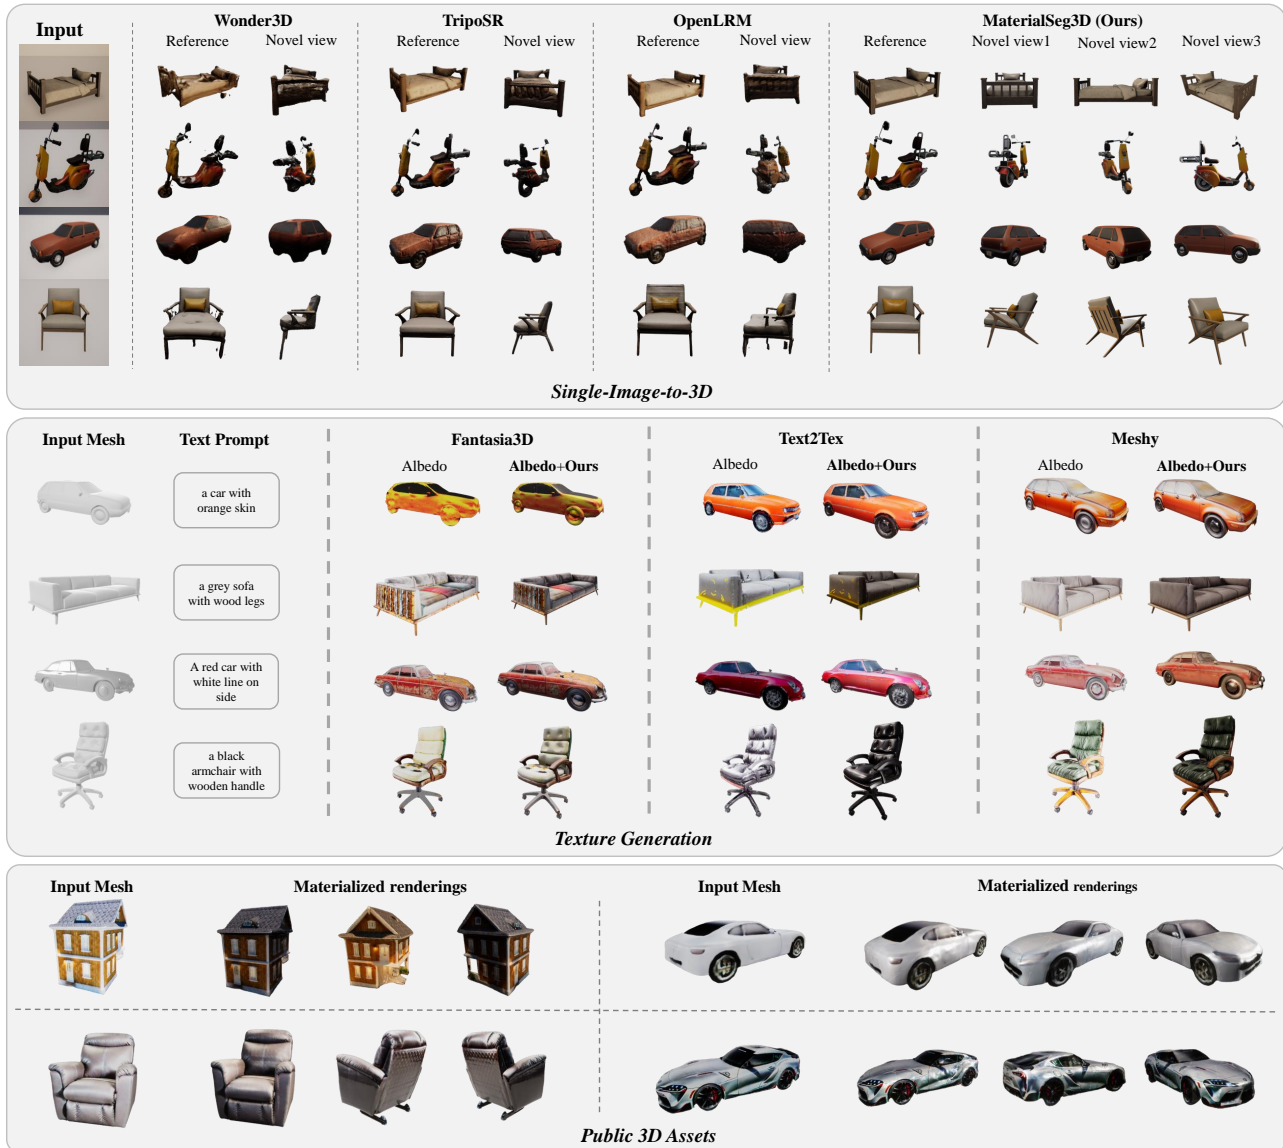 Input
Wonder3D
TripoSR
OpenLRM
MaterialSeg3D (Ours)
Reference
Novel view
Reference
Novel view
Reference
Novel view
Reference
Novel view1
Novel view2
Novel view3
Single-Image-to-3D
Input Mesh
Text Prompt
Fantasia3D
Text2Tex
Meshy
Albedo
Albedo+Ours
Albedo
Albedo+Ours
Albedo
Albedo+Ours
a car with
orange skin
a grey sofa
with wood legs
A red car with
white line on
side
a black
armchair with
wooden handle
Texture Generation
Input Mesh
Materialized renderings
Input Mesh
Materialized renderings
Public 3D Assets